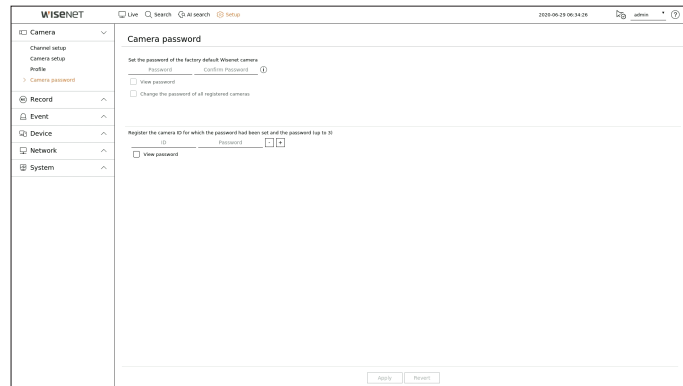 WISENET
Live Search AI search Setup 2020-06-29 06:34:26 admin
Camera
Channel setup
Camera setup
Profile
Camera password
Record
Event
Device
Network
System
Camera password
Set the password of the factory default Wisenet camera
Password Confirm Password
View password
Change the password of all registered cameras
Register the camera ID for which the password had been set and the password (up to 3)
ID Password - +
View password
Apply Revert